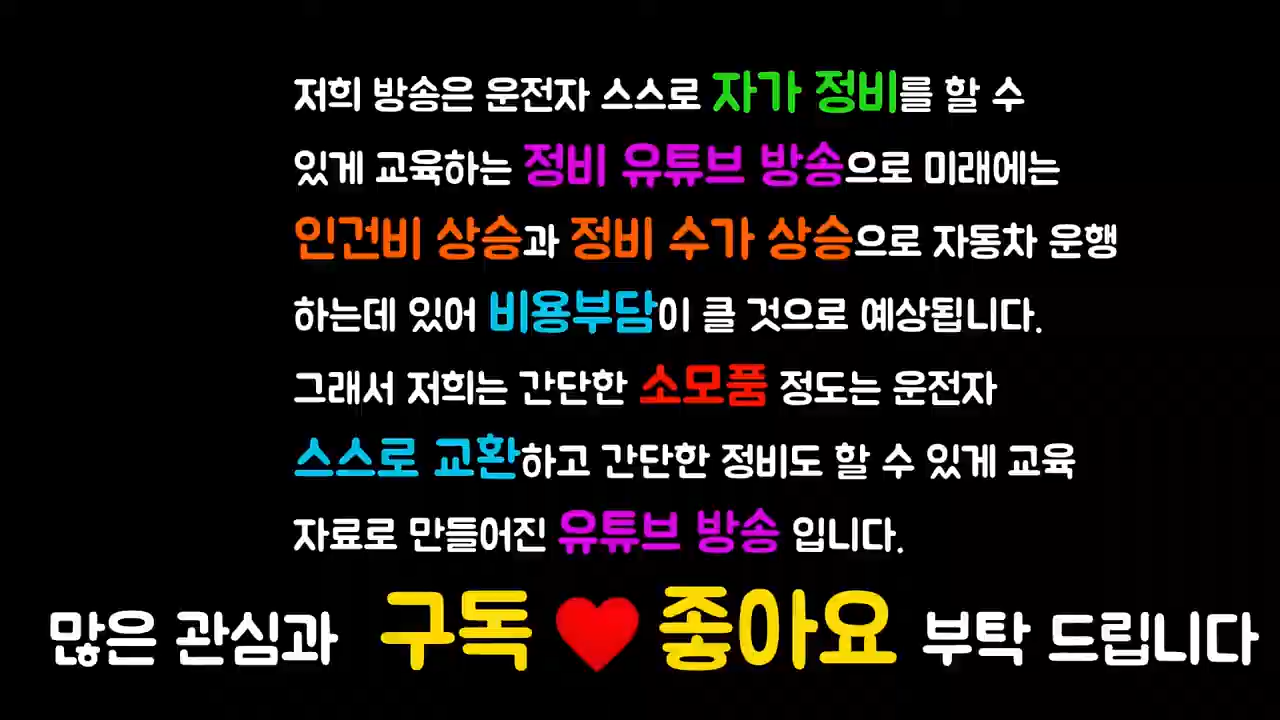 저희 방송은 운전자 스스로 자가 정비를 할 수
있게 교육하는 정비 유튜브 방송으로 미래에는
인건비 상승과 정비 수가 상승으로 자동차 운행
하는데 있어 비용부담이 클 것으로 예상됩니다.
그래서 저희는 간단한 소모품 정도는 운전자
스스로 교환하고 간단한 정비도 할 수 있게 교육
자료로 만들어진 유튜브 방송 입니다.
많은 관심과 구독 ♥ 좋아요 부탁 드립니다